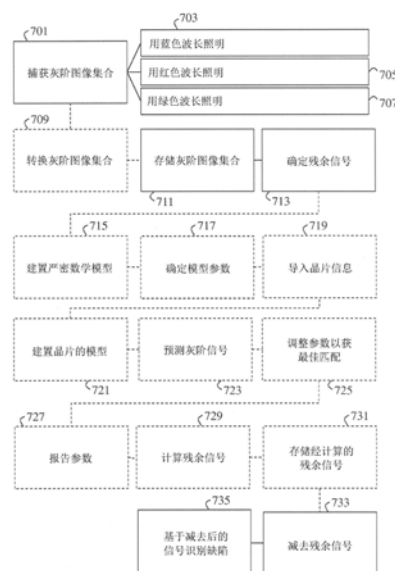 701
703
捕获灰阶图像集合
用蓝色波长照明
用红色波长照明
705
用绿色波长照明
707
709
转换灰阶图像集合
存储灰阶图像集合
确定残余信号
711
713
715
717
719
建置严密数学模型
确定模型参数
导入晶片信息
建置晶片的模型
预测灰阶信号
调整参数以获
最佳匹配
721
723
725
727
729
731
报告参数
计算残余信号
存储经计算的
残余信号
735
733
基于减去后的
信号识别缺陷
减去残余信号